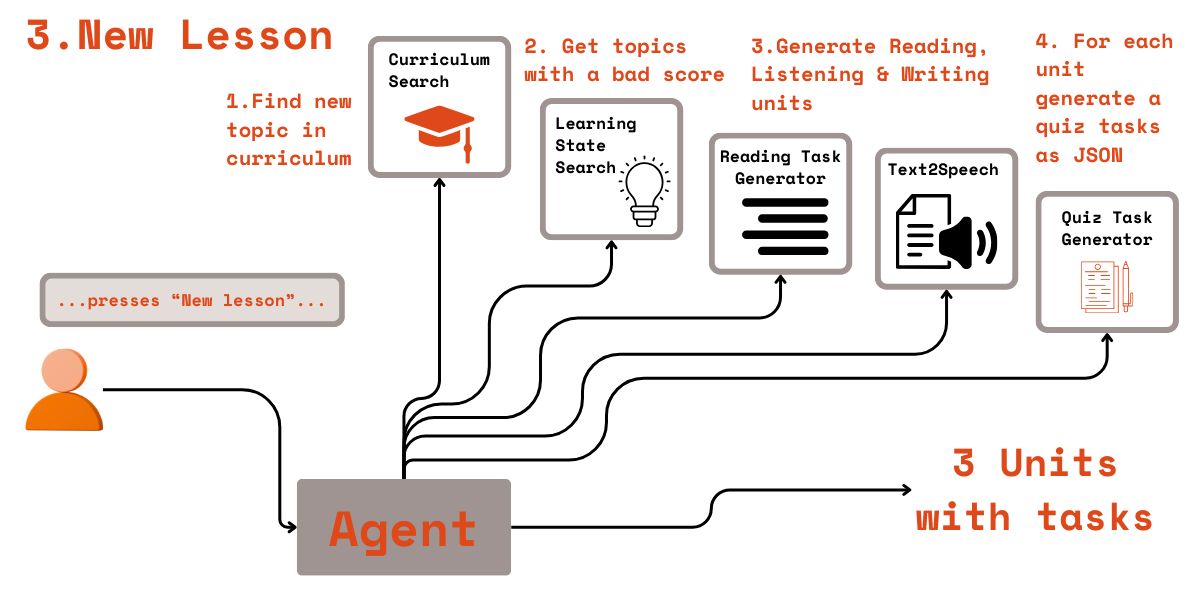 3.New Lesson
1.Find new
topic in
curriculum
Curriculum
Search
2. Get topics
with a bad score
Learning
State
Search
3.Generate Reading,
Listening & Writing
units
Reading Task
Generator
Text2Speech
4. For each
unit
generate a
quiz tasks
as JSON
Quiz Task
Generator
...presses “New lesson”...
Agent
3 Units
with tasks